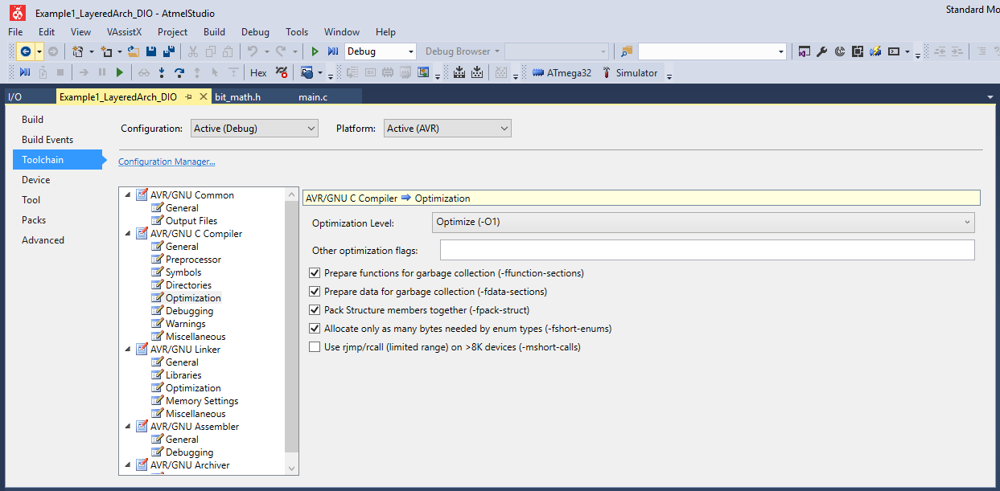 Example1_LayeredArch_DIO - AtmelStudio
Standard Mo
File Edit View VAssistX Project Build Debug Tools Window Help
Debug Debug Browser
Hex ATmega32 Simulator
I/O Example1_LayeredArch_DIO bit_math.h main.c
Build
Build Events
Toolchain
Device
Tool
Packs
Advanced
Configuration: Active (Debug) Platform: Active (AVR)
Configuration Manager...
AVR/GNU Common
General
Output Files
AVR/GNU C Compiler
General
Preprocessor
Symbols
Directories
Optimization
Debugging
Warnings
Miscellaneous
AVR/GNU Linker
General
Libraries
Optimization
Memory Settings
Miscellaneous
AVR/GNU Assembler
General
Debugging
AVR/GNU Archiver
AVR/GNU C Compiler Optimization
Optimization Level: Optimize (-O1)
Other optimization flags:
Prepare functions for garbage collection (-ffunction-sections)
Prepare data for garbage collection (-fdata-sections)
Pack Structure members together (-fpack-struct)
Allocate only as many bytes needed by enum types (-fshort-enums)
Use rjmp/rcall (limited range) on >8K devices (-mshort-calls)